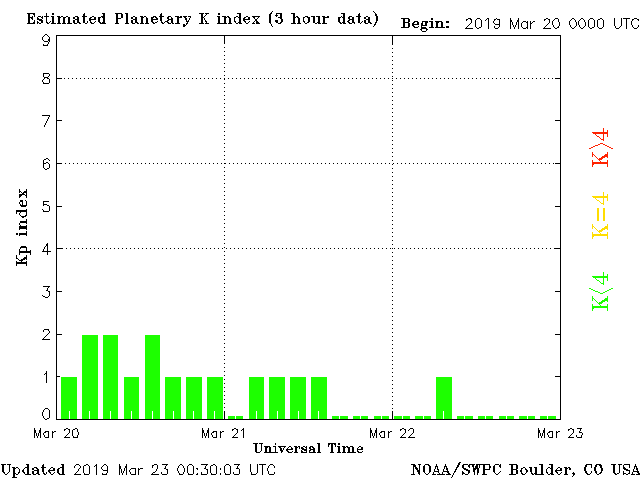 Estimated Planetary K index (3 hour data)
Begin: 2019 Mar 20 0000 UTC
9
8
7
6
5
4
3
2
1
0
Kp index
K>4
K=4
K<4
Mar 20
Mar 21
Mar 22
Mar 23
Universal Time
Updated 2019 Mar 23 00:30:03 UTC
NOAA/SWPC Boulder, CO USA